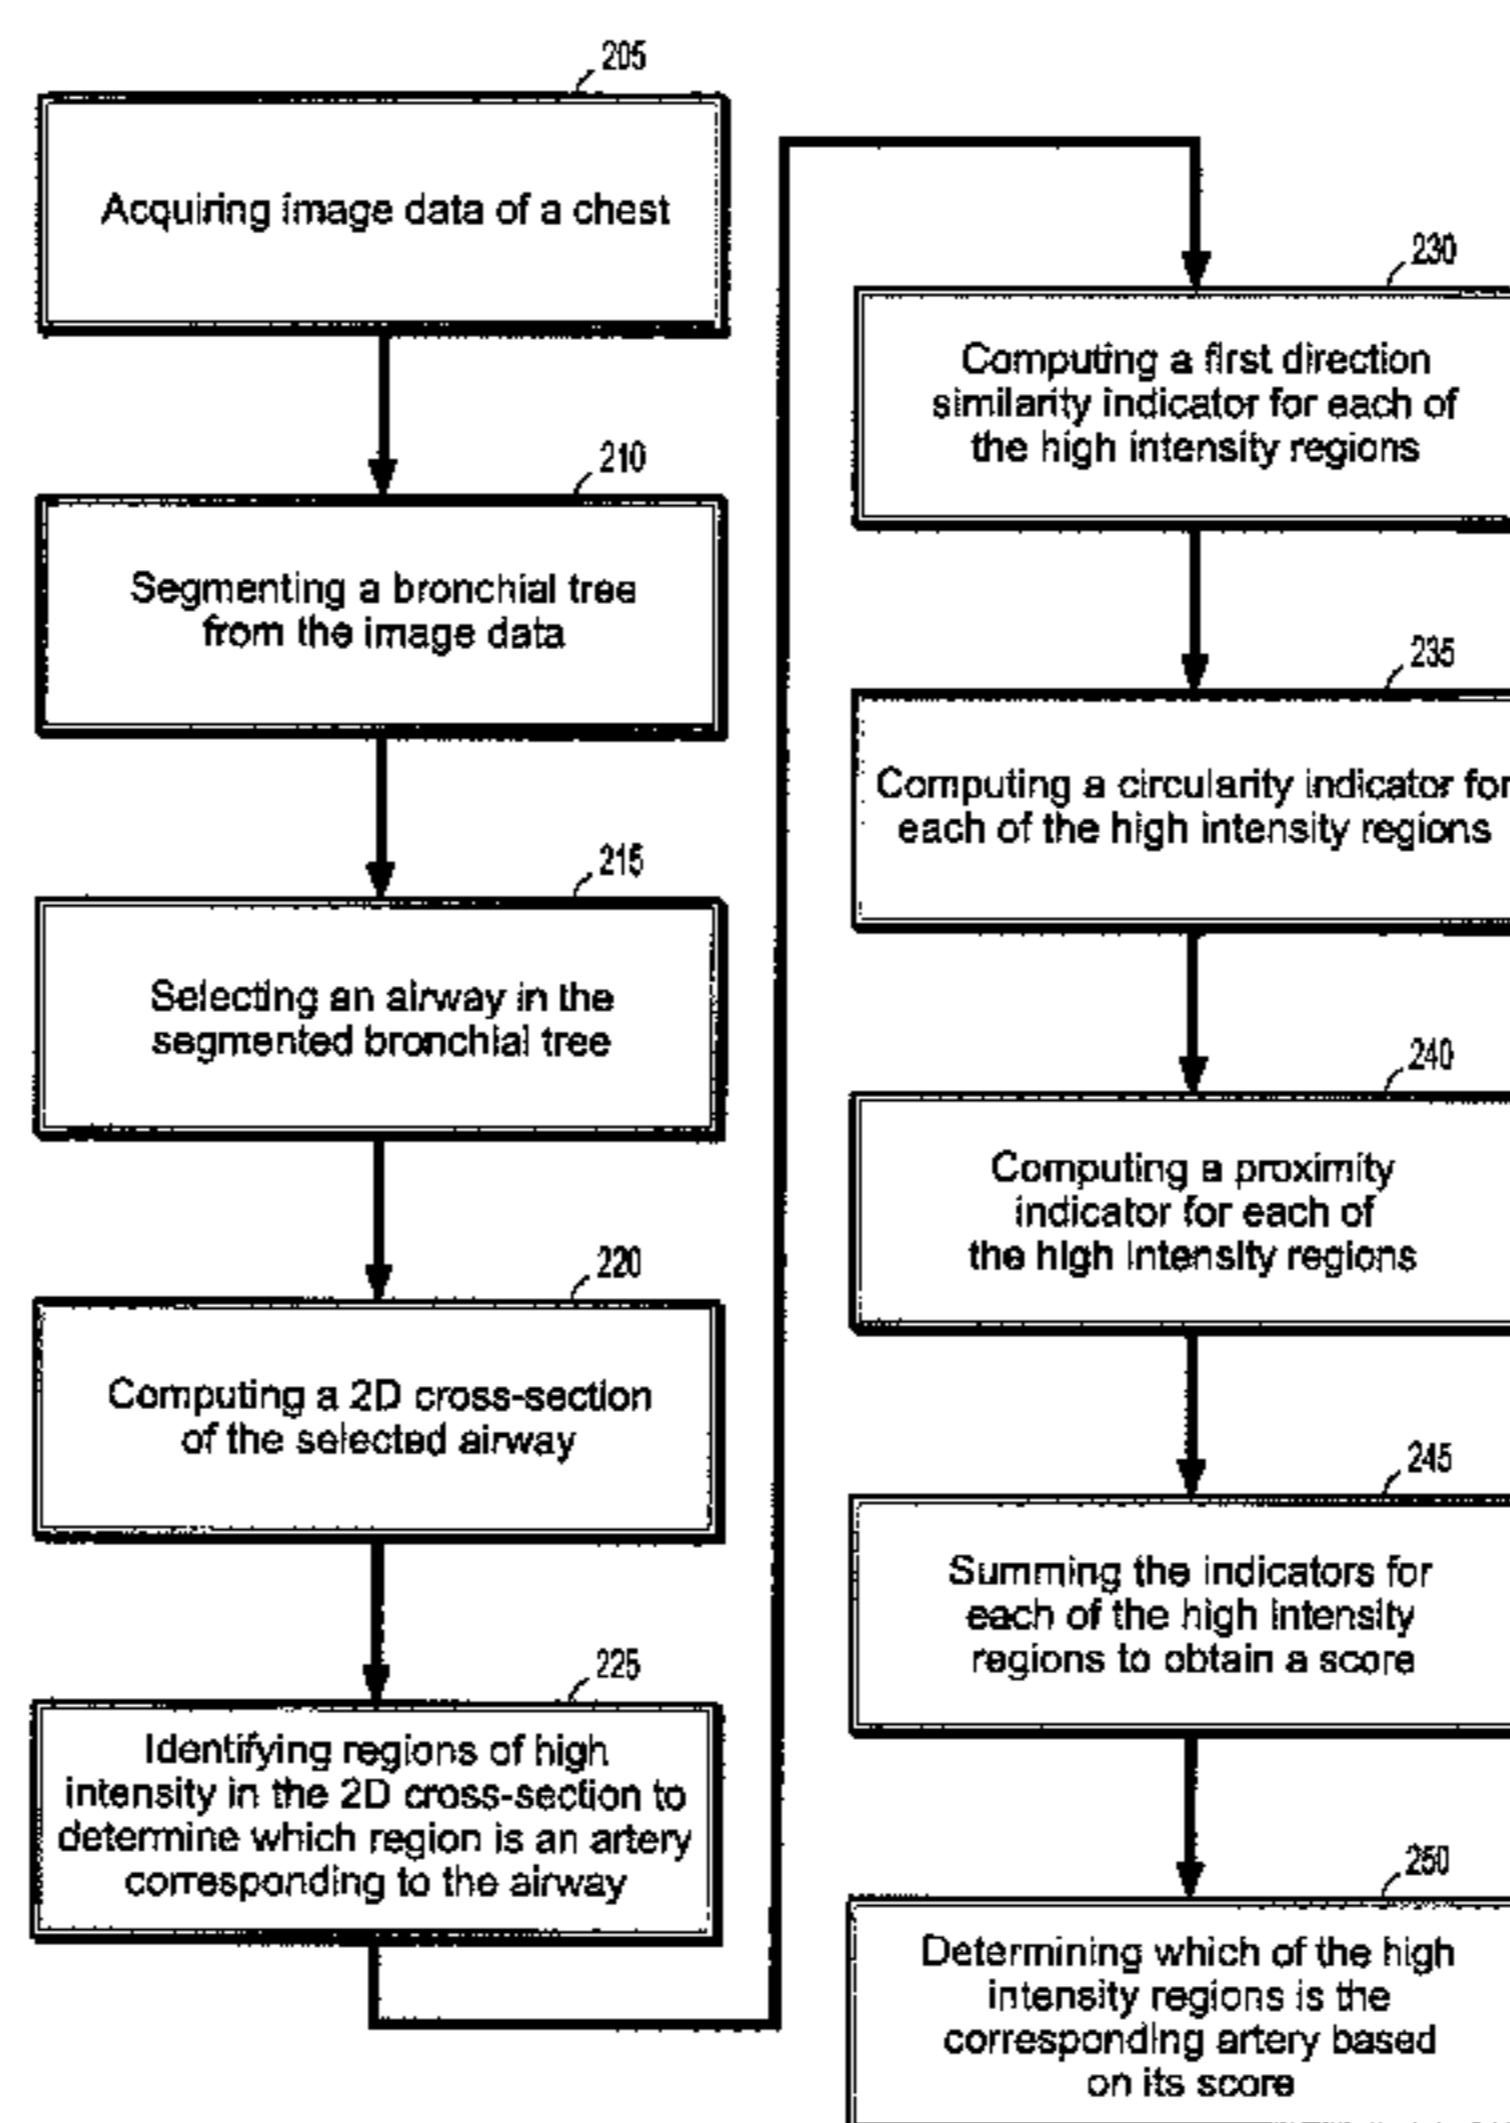 205
Acquiring image data of a chest
210
Segmenting a bronchial tree
from the image data
215
Selecting an airway in the
segmented bronchial tree
220
Computing a 2D cross-section
of the selected airway
225
Identifying regions of high
intensity in the 2D cross-section to
determine which region is an artery
corresponding to the airway
230
Computing a first direction
similarity indicator for each of
the high intensity regions
235
Computing a circularity indicator for
each of the high intensity regions
240
Computing a proximity
indicator for each of
the high intensity regions
245
Summing the indicators for
each of the high intensity
regions to obtain a score
250
Determining which of the high
intensity regions is the
corresponding artery based
on its score